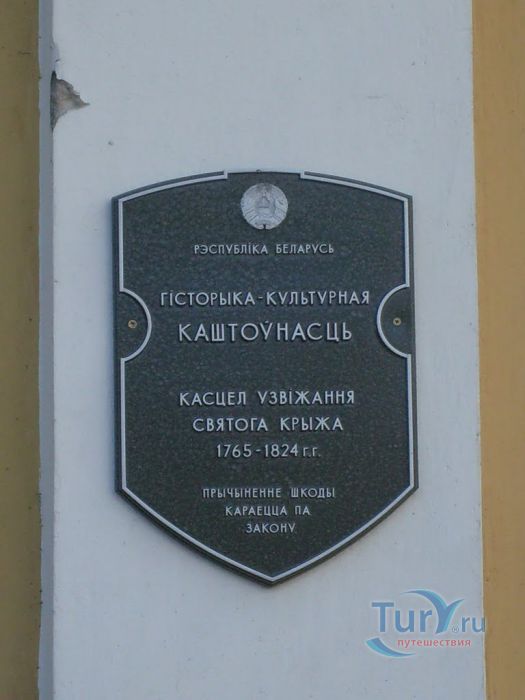 РЭСПУБЛІКА БЕЛАРУСЬ
ГІСТОРЫКА-КУЛЬТУРНАЯ
КАШТОЎНАСЦЬ
КАСЦЕЛ УЗВІЖАННЯ
СВЯТОГА КРЫЖА
1765-1824 г.г.
ПРЫЧЫНЕННЕ ШКОДЫ
КАРАЕЦЦА ПА
ЗАКОНУ
TurY.ru
путешествия